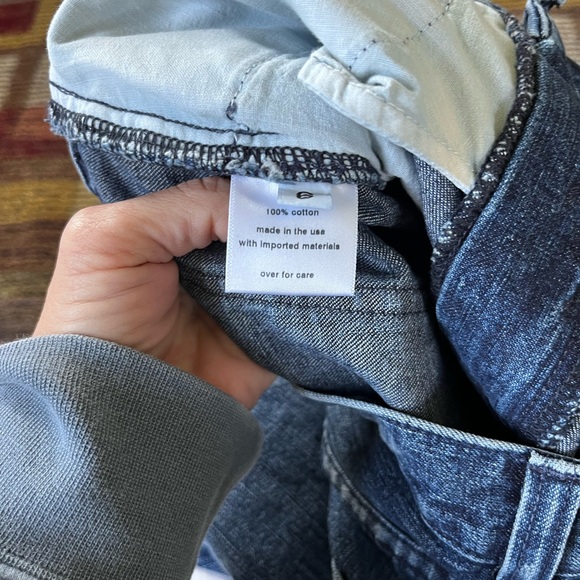 100% cotton
made in the usa
with imported materials
over for care